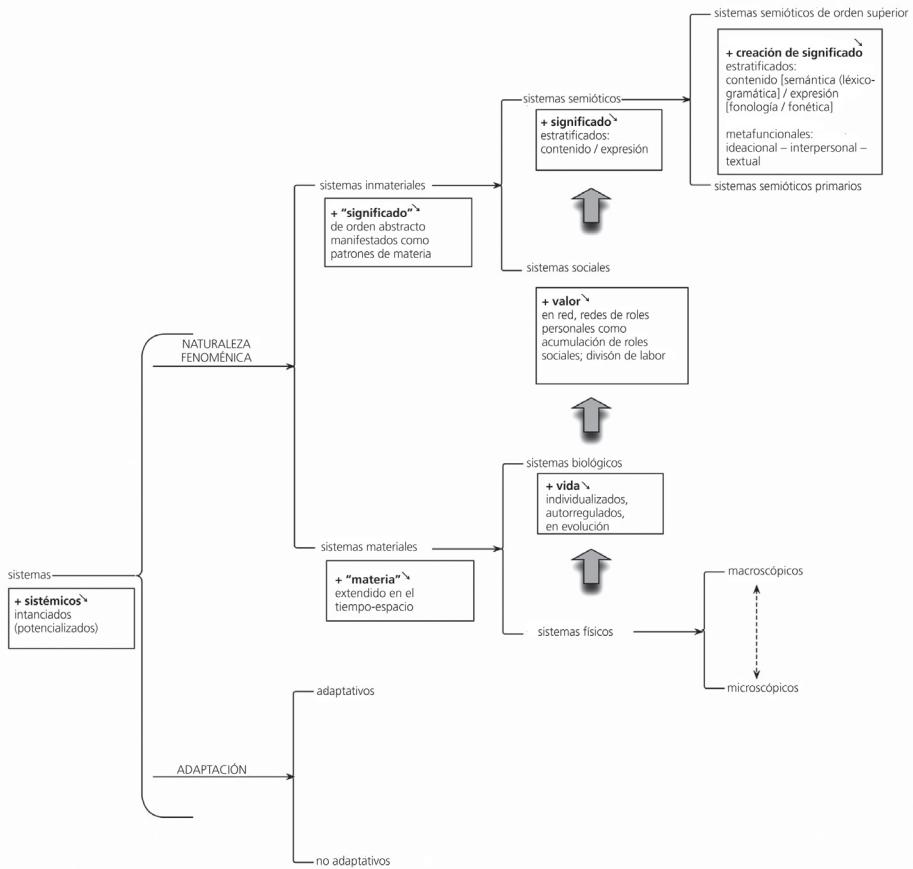 sistemas semióticos de orden superior
+ creación de significado
estratificados:
contenido [semántica (léxico-
gramática] / expresión
[fonología / fonética]
metafuncionales:
ideacional – interpersonal –
textual
sistemas semióticos primarios
sistemas semióticos
+ significado
estratificados:
contenido / expresión
sistemas inmateriales
+ "significado"
de orden abstracto
manifestados como
patrones de materia
sistemas sociales
+ valor
en red, redes de roles
personales como
acumulación de roles
sociales; divisón de labor
NATURALEZA
FENOMÉNICA
sistemas biológicos
+ vida
individualizados,
autorregulados,
en evolución
sistemas materiales
+ "materia"
extendido en el
tiempo-espacio
sistemas
+ sistémicos
intanciados
(potencializados)
sistemas físicos
macroscópicos
microscópicos
adaptativos
ADAPTACIÓN
no adaptativos